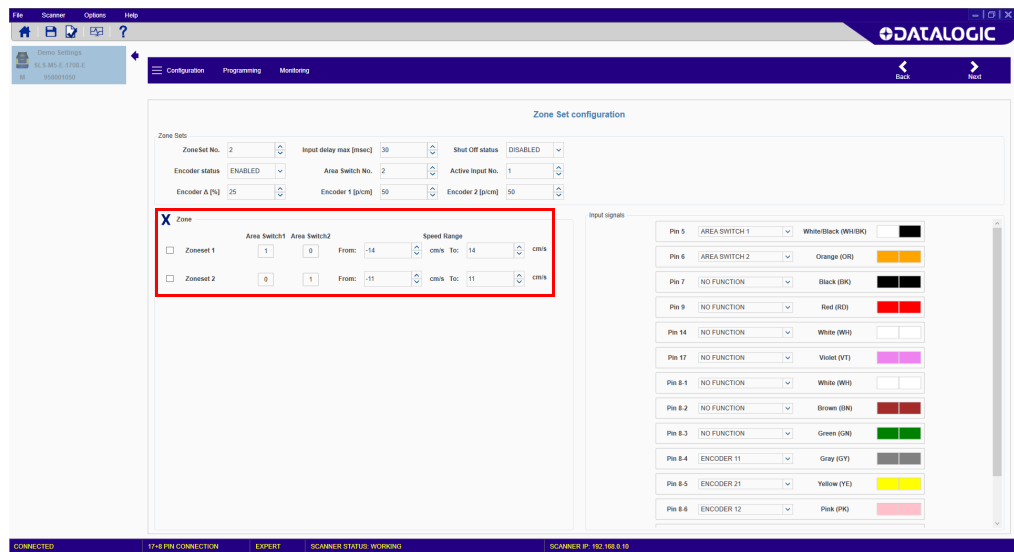 File Scanner Options Help
DATALOGIC
Demo Settings
SLS-M5-E-1708-E
M
Configuration Programming Monitoring Back Next
Zone Set configuration
Zone Sets
ZoneSet No. 2 Input delay max [msec] 30 Shut Off status DISABLED
Encoder status ENABLED Area Switch No. 2 Active Input No. 1
Encoder Δ [%] 25 Encoder 1 [p/cm] 50 Encoder 2 [p/cm] 50
X Zone
Area Switch1 Area Switch2 Speed Range
Zoneset 1 1 0 From: -14 cm/s To: 14 cm/s
Zoneset 2 0 1 From: -11 cm/s To: 11 cm/s
Input signals
Pin 5 AREA SWITCH 1 White/Black (WH/BK)
Pin 6 AREA SWITCH 2 Orange (OR)
Pin 7 NO FUNCTION Black (BK)
Pin 9 NO FUNCTION Red (RD)
Pin 14 NO FUNCTION White (WH)
Pin 17 NO FUNCTION Violet (VT)
Pin 8-1 NO FUNCTION White (WH)
Pin 8-2 NO FUNCTION Brown (BN)
Pin 8-3 NO FUNCTION Green (GN)
Pin 8-4 ENCODER 11 Gray (GY)
Pin 8-5 ENCODER 21 Yellow (YE)
Pin 8-6 ENCODER 12 Pink (PK)
CONNECTED 17+8 PIN CONNECTION EXPERT SCANNER STATUS: WORKING SCANNER IP: 192.168.0.10